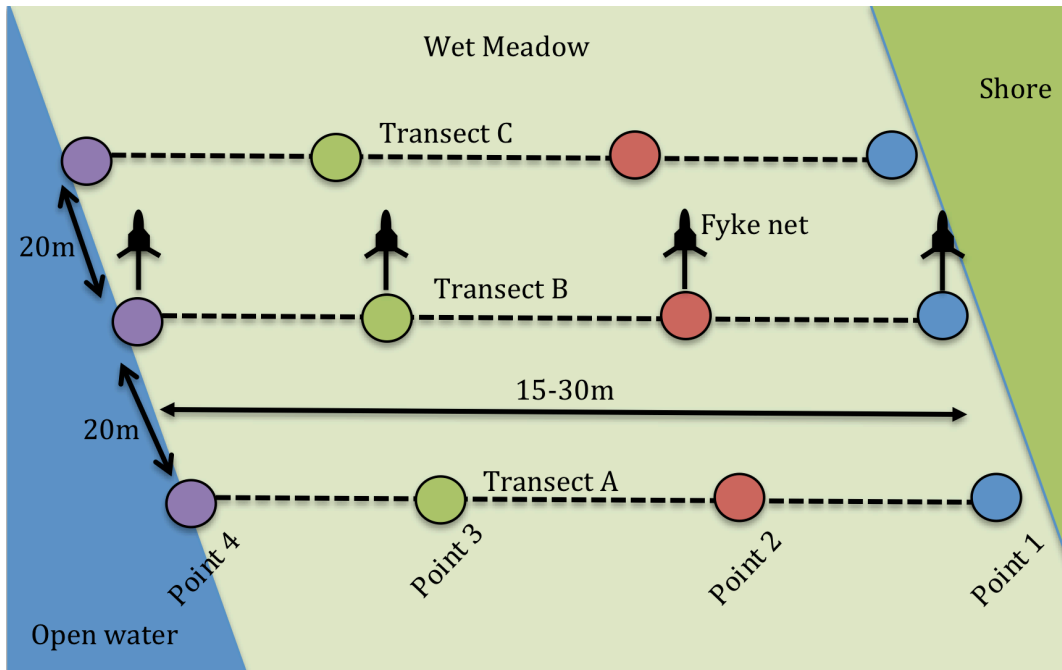 Wet Meadow
Shore
Transect C
20m
Fyke net
Transect B
15-30m
20m
Transect A
Point 4
Point 3
Point 2
Point 1
Open water